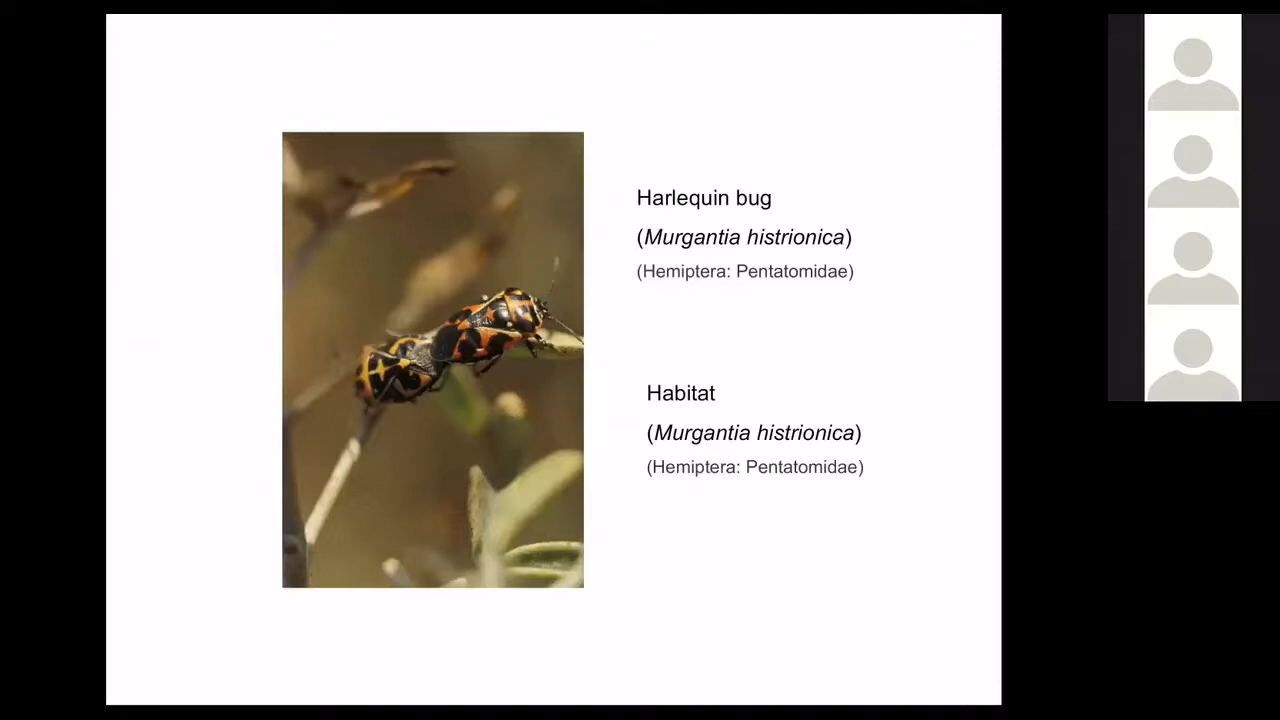 Harlequin bug
(Murgantia histrionica)
(Hemiptera: Pentatomidae)
Habitat
(Murgantia histrionica)
(Hemiptera: Pentatomidae)